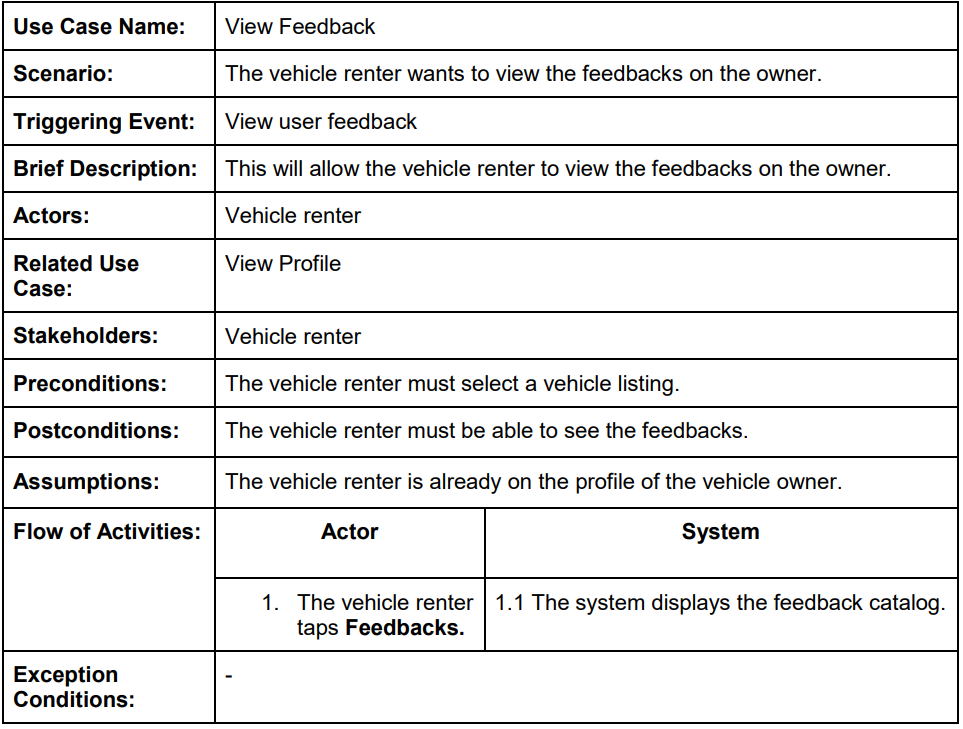 Use Case Name: View Feedback
Scenario: The vehicle renter wants to view the feedbacks on the owner.
Triggering Event: View user feedback
Brief Description: This will allow the vehicle renter to view the feedbacks on the owner.
Actors: Vehicle renter
Related Use
Case:
View Profile
Stakeholders: Vehicle renter
Preconditions: The vehicle renter must select a vehicle listing.
Postconditions: The vehicle renter must be able to see the feedbacks.
Assumptions: The vehicle renter is already on the profile of the vehicle owner.
Flow of Activities: Actor System
1. The vehicle renter
taps Feedbacks.
1.1 The system displays the feedback catalog.
Exception
Conditions:
-